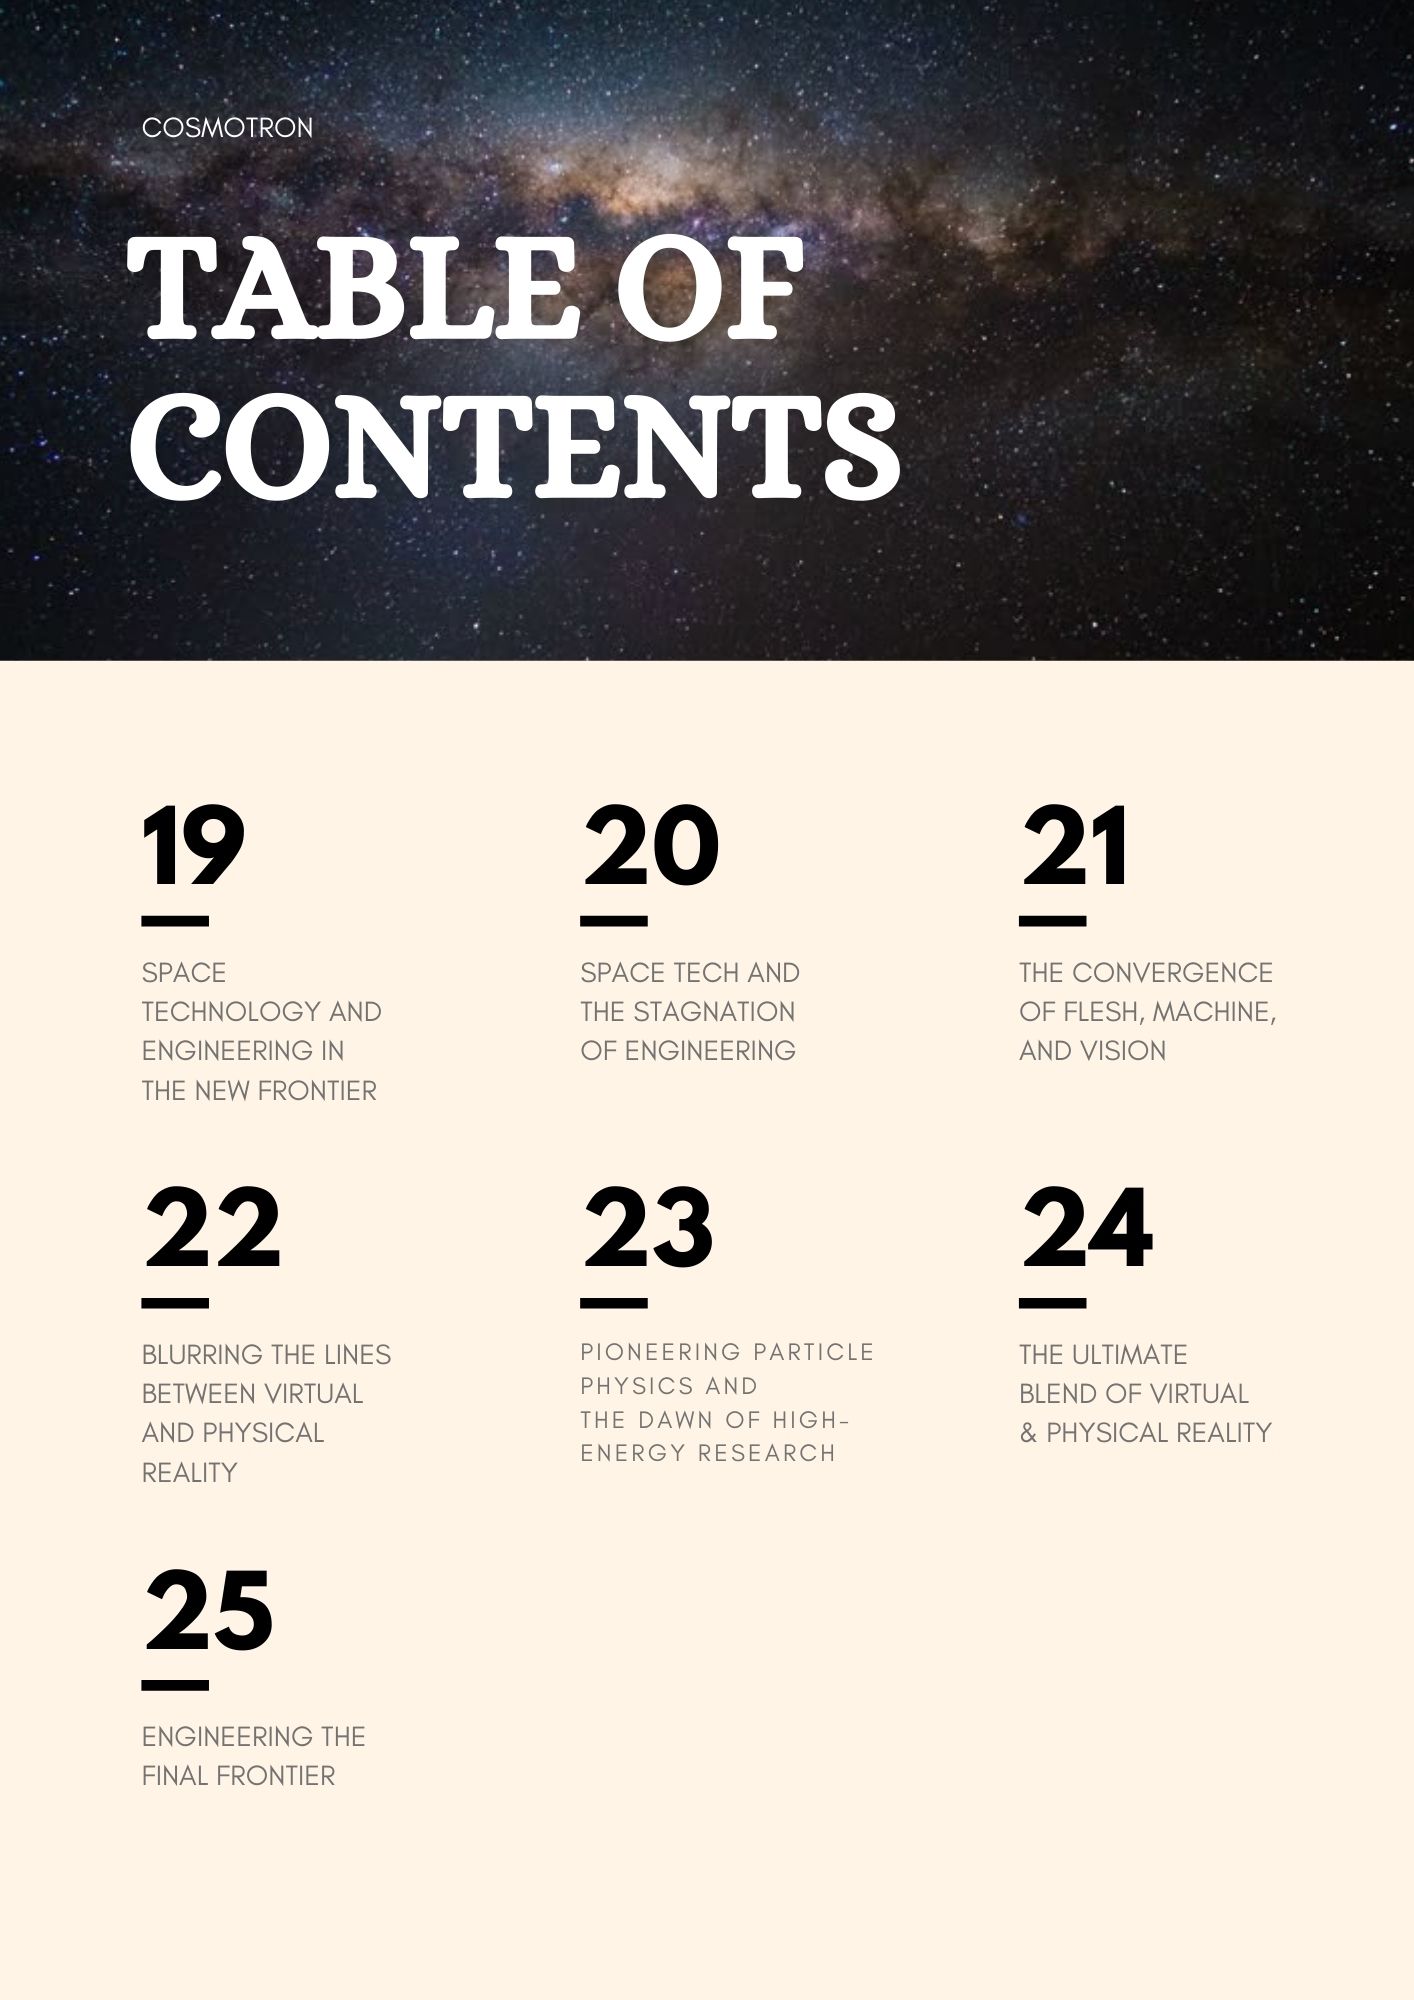 COSMOTRON
TABLE OF
CONTENTS
19
SPACE
TECHNOLOGY AND
ENGINEERING IN
THE NEW FRONTIER
20
SPACE TECH AND
THE STAGNATION
OF ENGINEERING
21
THE CONVERGENCE
OF FLESH, MACHINE,
AND VISION
22
BLURRING THE LINES
BETWEEN VIRTUAL
AND PHYSICAL
REALITY
23
PIONEERING PARTICLE
PHYSICS AND
THE DAWN OF HIGH-
ENERGY RESEARCH
24
THE ULTIMATE
BLEND OF VIRTUAL
& PHYSICAL REALITY
25
ENGINEERING THE
FINAL FRONTIER